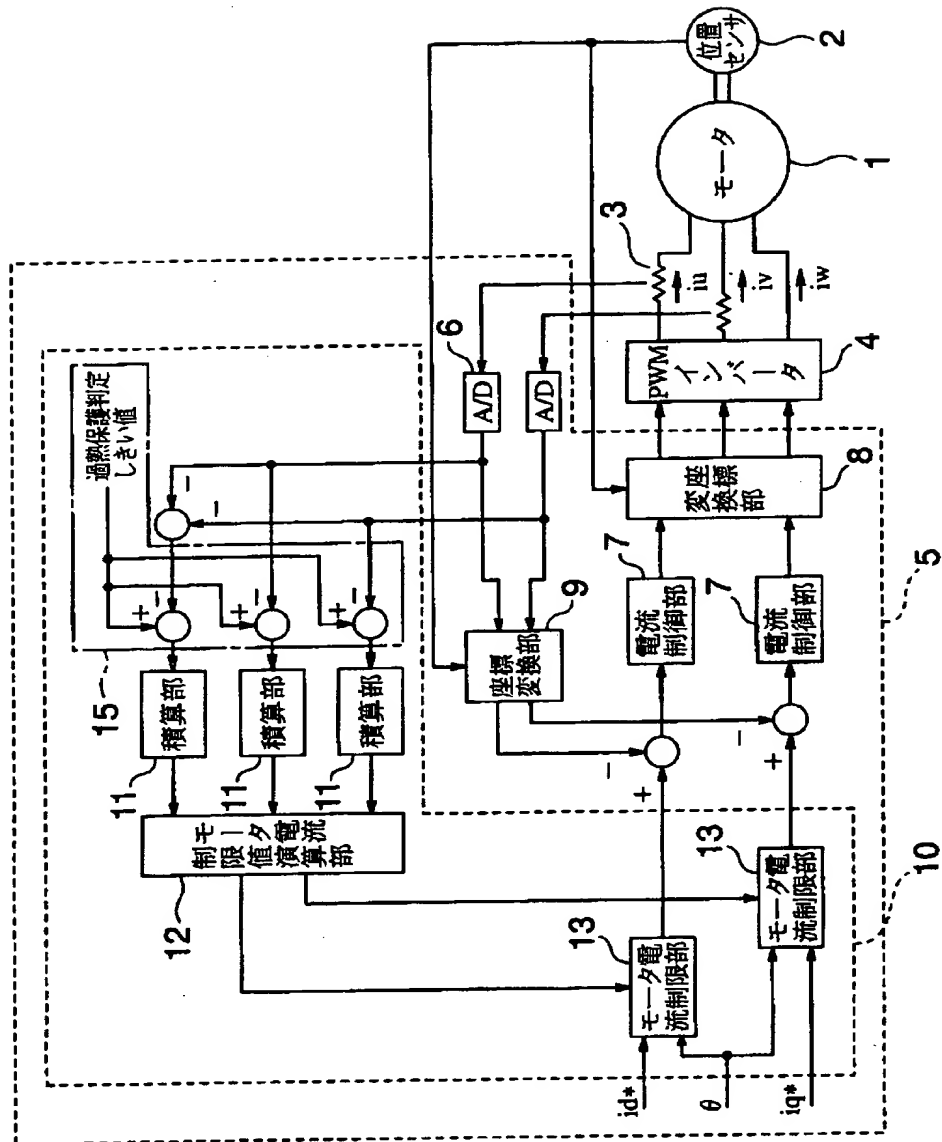 過熱保護判定
しきい値
15
積算部
11
積算部
11
積算部
11
モータ電流
制限値演算部
12
A/D
6
A/D
座標
変換部
9
モータ電
流制限部
13
モータ電
流制限部
13
電流
制御部
7
電流
制御部
7
座標
変換部
8
PWM
インバータ
4
3
iu
iv
iw
モータ
1
位置
センサ
2
id*
θ
iq*
5
10
+
−
+
−
+
−
−
−
+
−
+
−